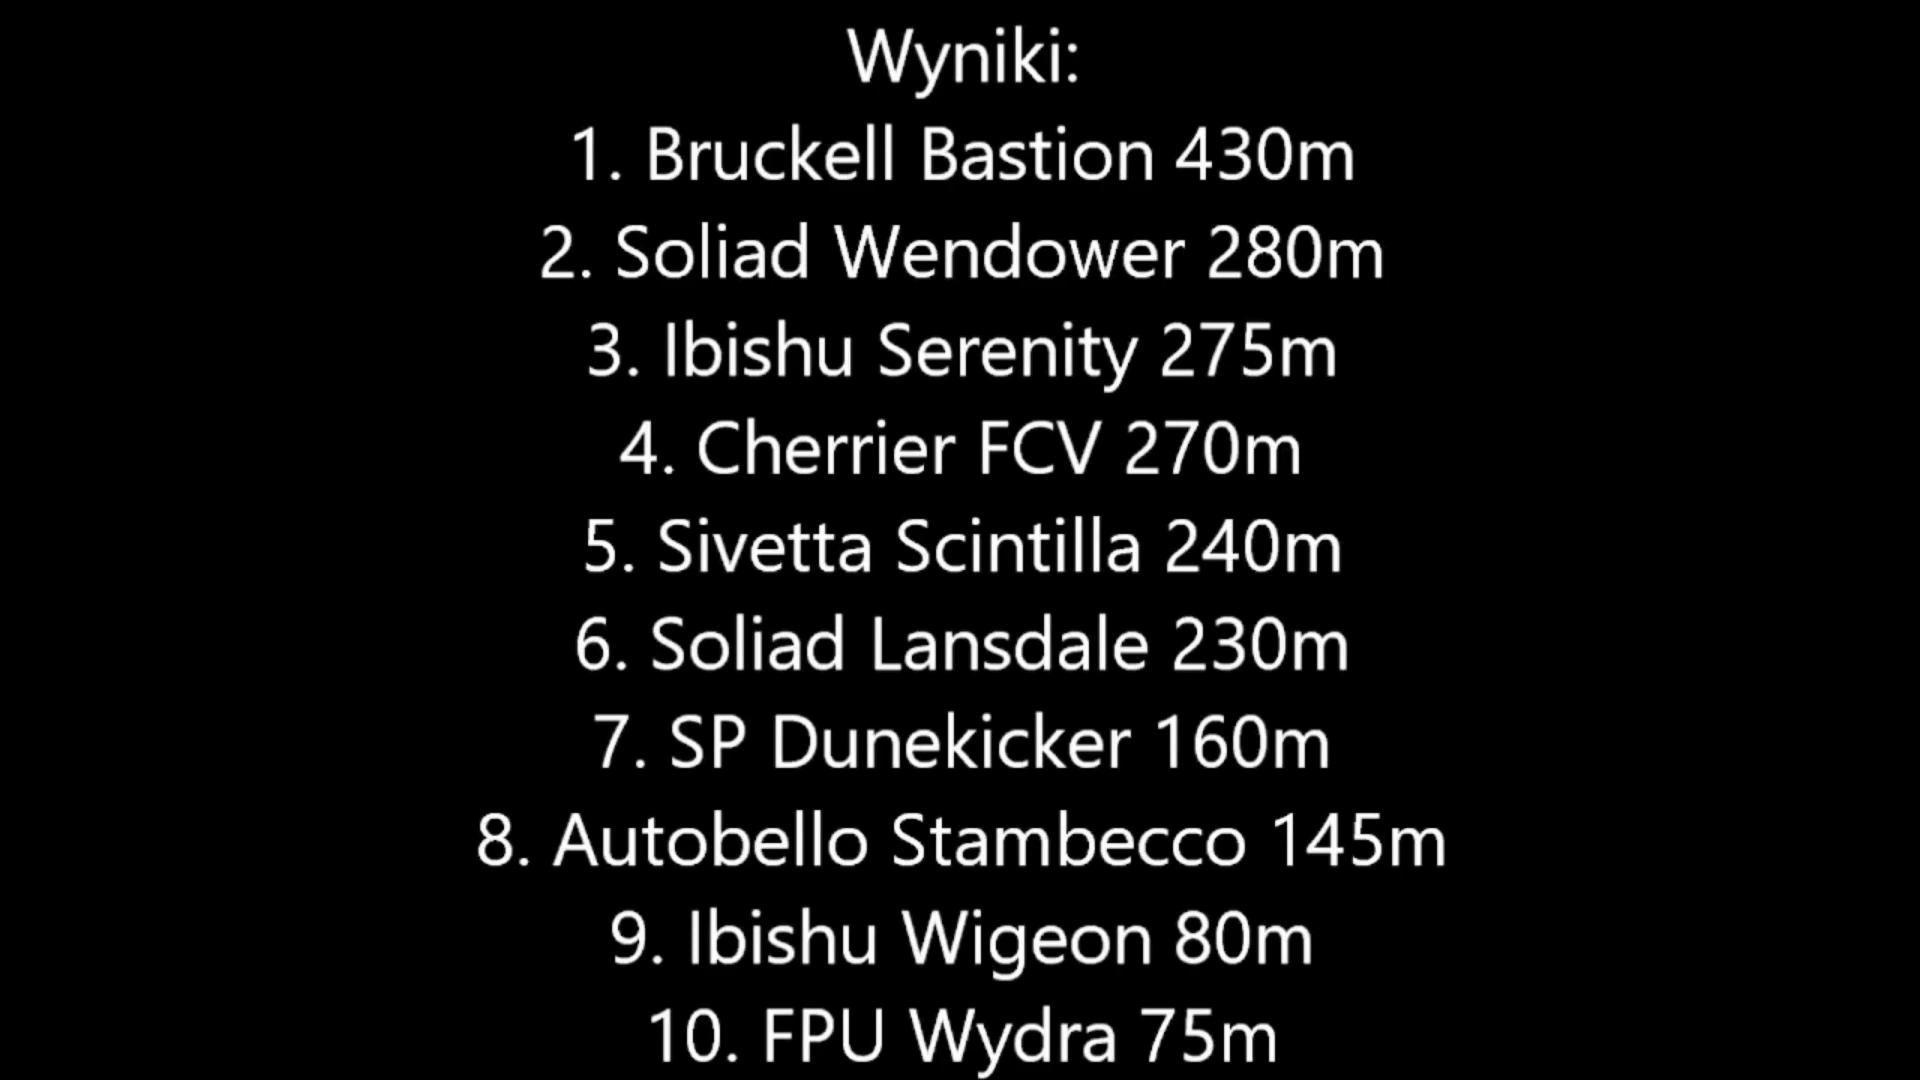 Wyniki:
1. Bruckell Bastion 430m
2. Soliad Wendower 280m
3. Ibishu Serenity 275m
4. Cherrier FCV 270m
5. Sivetta Scintilla 240m
6. Soliad Lansdale 230m
7. SP Dunekicker 160m
8. Autobello Stambecco 145m
9. Ibishu Wigeon 80m
10. FPU Wydra 75m